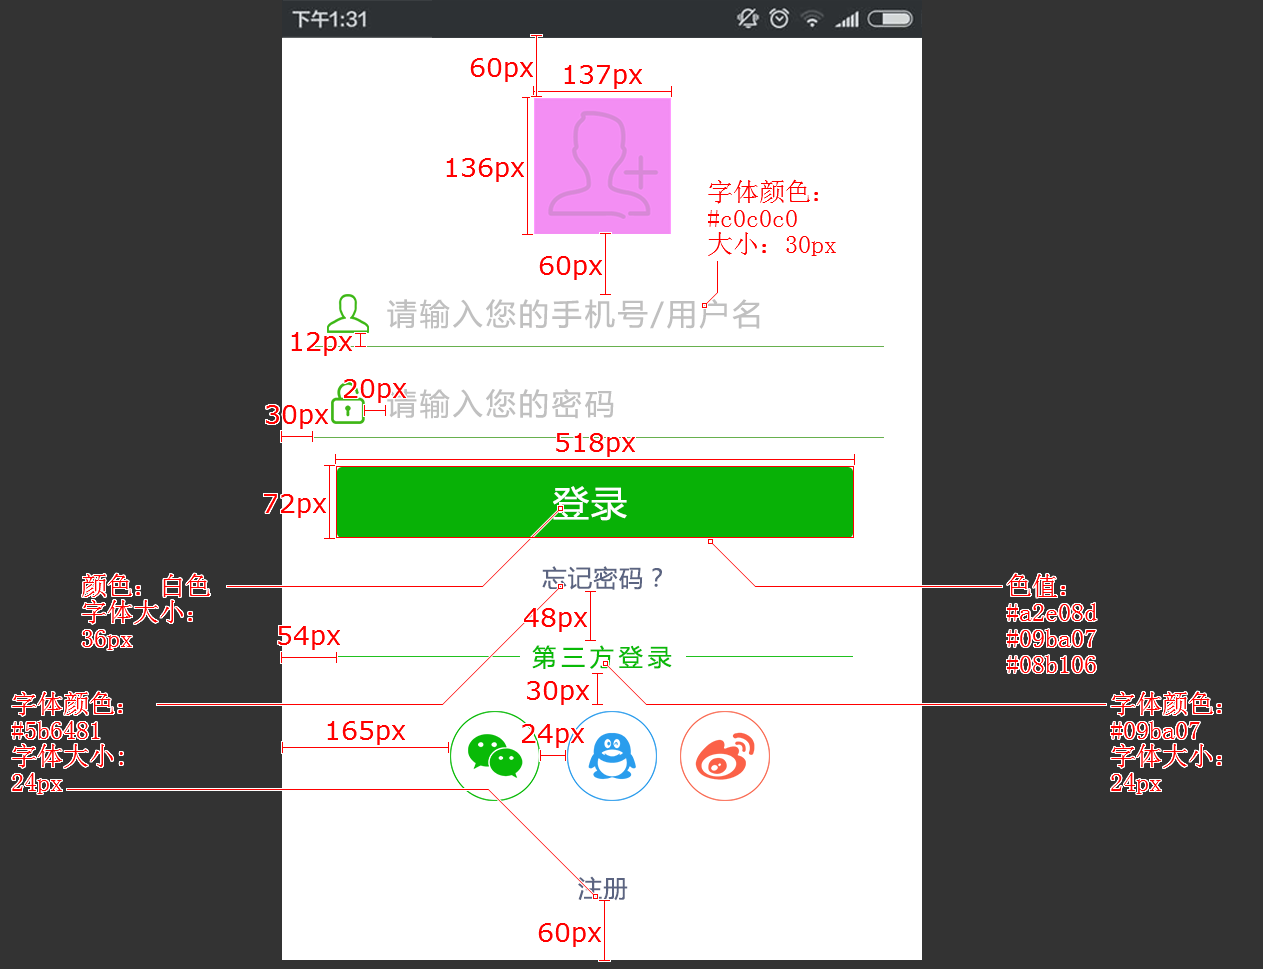 下午1:31
60px
137px
136px
字体颜色：
#c0c0c0
大小：30px
60px
请输入您的手机号/用户名
12px
20px
请输入您的密码
30px
518px
72px
登录
忘记密码？
颜色： 白色
字体大小：
36px
色值：
#a2e08d
#09ba07
#08b106
48px
54px
第三方登录
30px
字体颜色：
#5b6481
字体大小：
24px
字体颜色：
#09ba07
字体大小：
24px
165px
24px
注册
60px